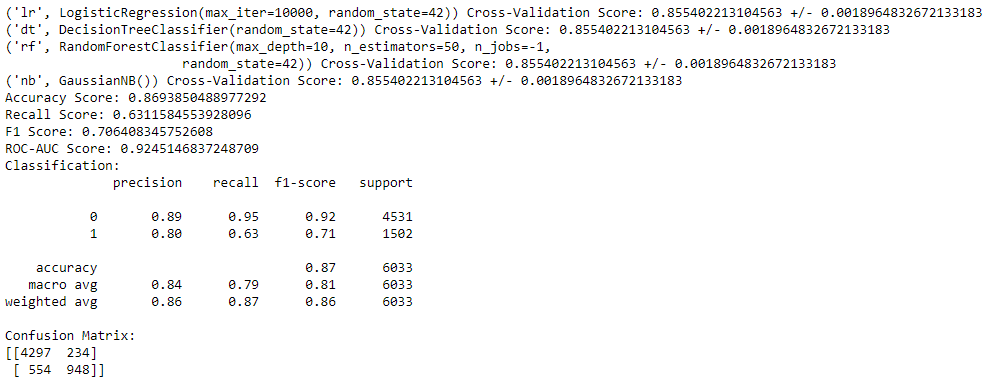 ('lr', LogisticRegression(max_iter=10000, random_state=42)) Cross-Validation Score: 0.855402213104563 +/- 0.0018964832672133183
('dt', DecisionTreeClassifier(random_state=42)) Cross-Validation Score: 0.855402213104563 +/- 0.0018964832672133183
('rf', RandomForestClassifier(max_depth=10, n_estimators=50, n_jobs=-1,
random_state=42)) Cross-Validation Score: 0.855402213104563 +/- 0.0018964832672133183
('nb', GaussianNB()) Cross-Validation Score: 0.855402213104563 +/- 0.0018964832672133183
Accuracy Score: 0.8693850488977292
Recall Score: 0.6311584553928096
F1 Score: 0.706408345752608
ROC-AUC Score: 0.9245146837248709
Classification:
precision recall f1-score support
0 0.89 0.95 0.92 4531
1 0.80 0.63 0.71 1502
accuracy 0.87 6033
macro avg 0.84 0.79 0.81 6033
weighted avg 0.86 0.87 0.86 6033
Confusion Matrix:
[[4297 234]
[ 554 948]]